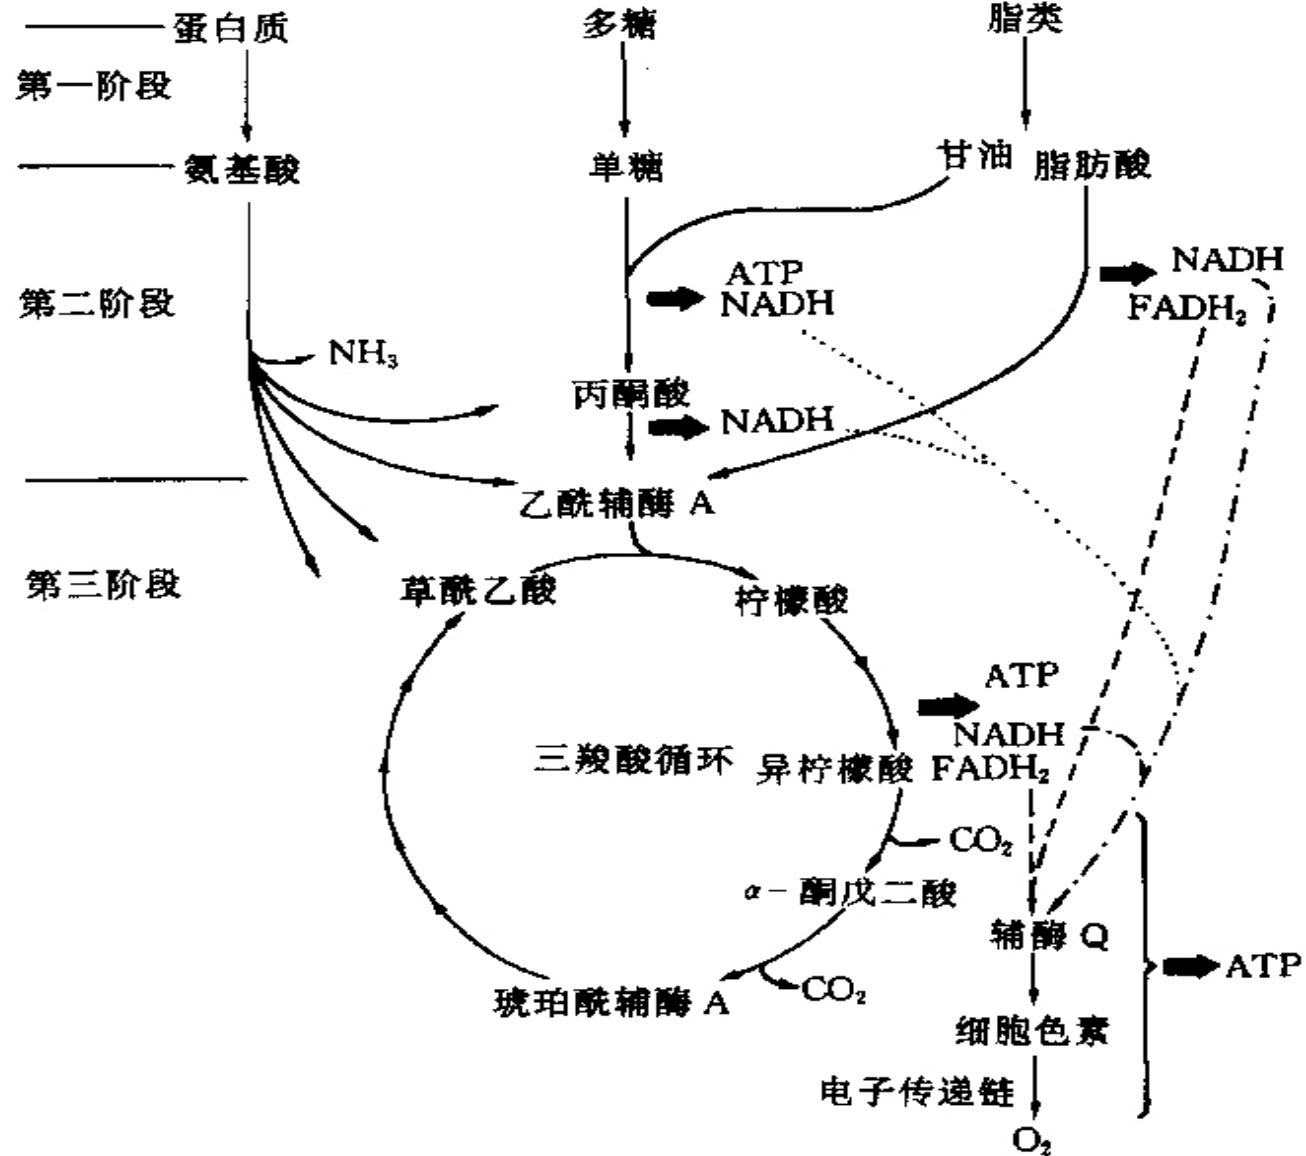 蛋白质
多糖
脂类
第一阶段
氨基酸
单糖
甘油
脂肪酸
第二阶段
ATP
NADH
NADH
FADH₂
NH₃
丙酮酸
NADH
乙酰辅酶 A
第三阶段
草酰乙酸
柠檬酸
ATP
NADH
FADH₂
三羧酸循环
异柠檬酸
CO₂
α-酮戊二酸
辅酶 Q
ATP
CO₂
琥珀酰辅酶 A
细胞色素
电子传递链
O₂